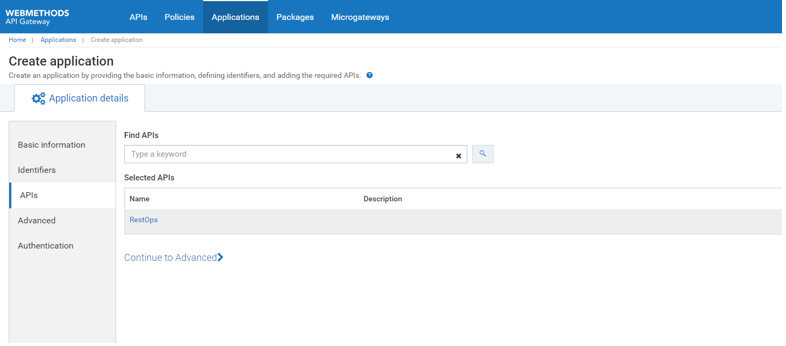 WEBMETHODS
API Gateway
APIs Policies Applications Packages Microgateways
Home > Applications > Create application
Create application
Create an application by providing the basic information, defining identifiers, and adding the required APIs. ?
Application details
Basic information
Identifiers
APIs
Advanced
Authentication
Find APIs
Type a keyword
Selected APIs
Name Description
RestOps
Continue to Advanced